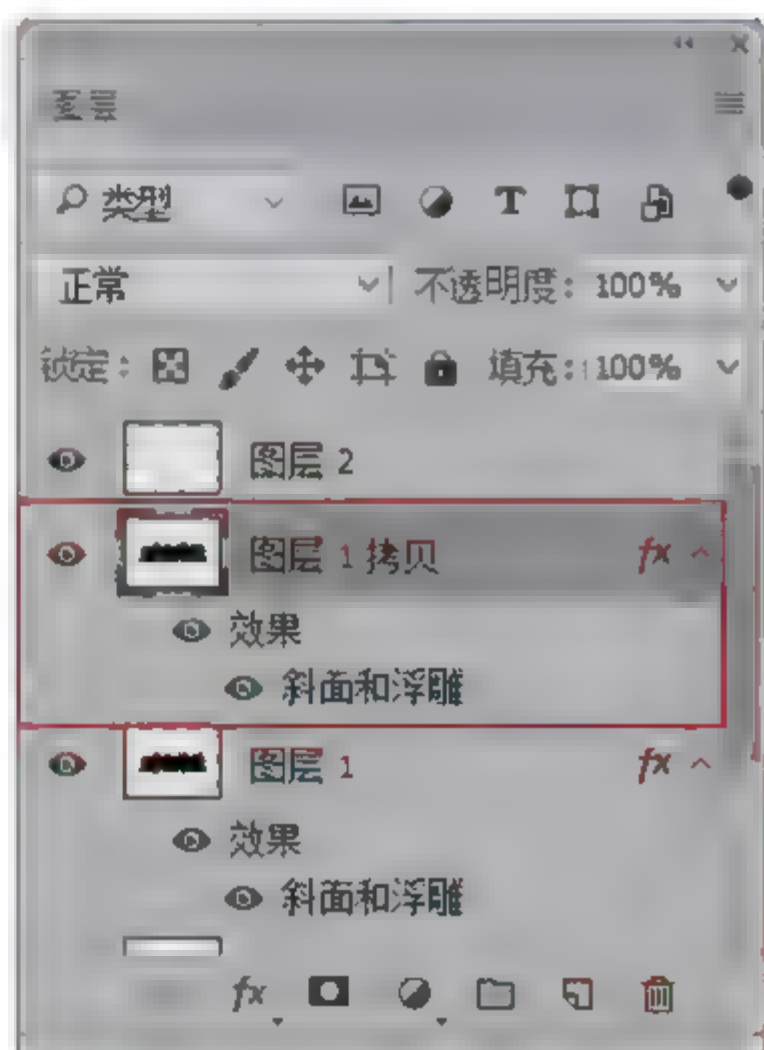 图层
类型 T
正常 不透明度: 100%
锁定: 填充: 100%
图层 2
图层 1 拷贝 fx
效果
斜面和浮雕
图层 1 fx
效果
斜面和浮雕
fx